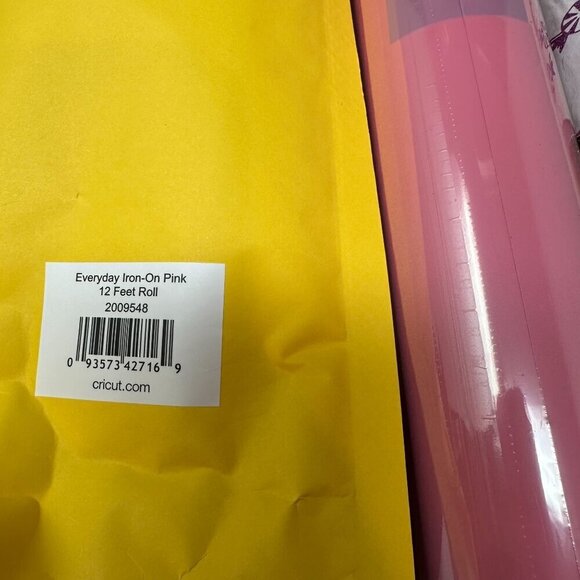 Everyday Iron-On Pink
12 Feet Roll
2009548
0 93573 42716 9
cricut.com